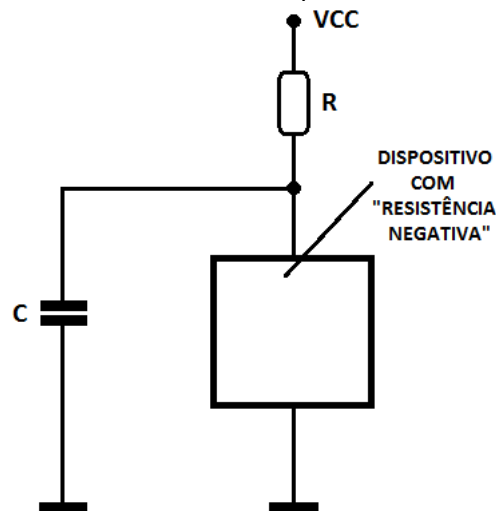 VCC
R
DISPOSITIVO
COM
"RESISTÊNCIA
NEGATIVA"
C